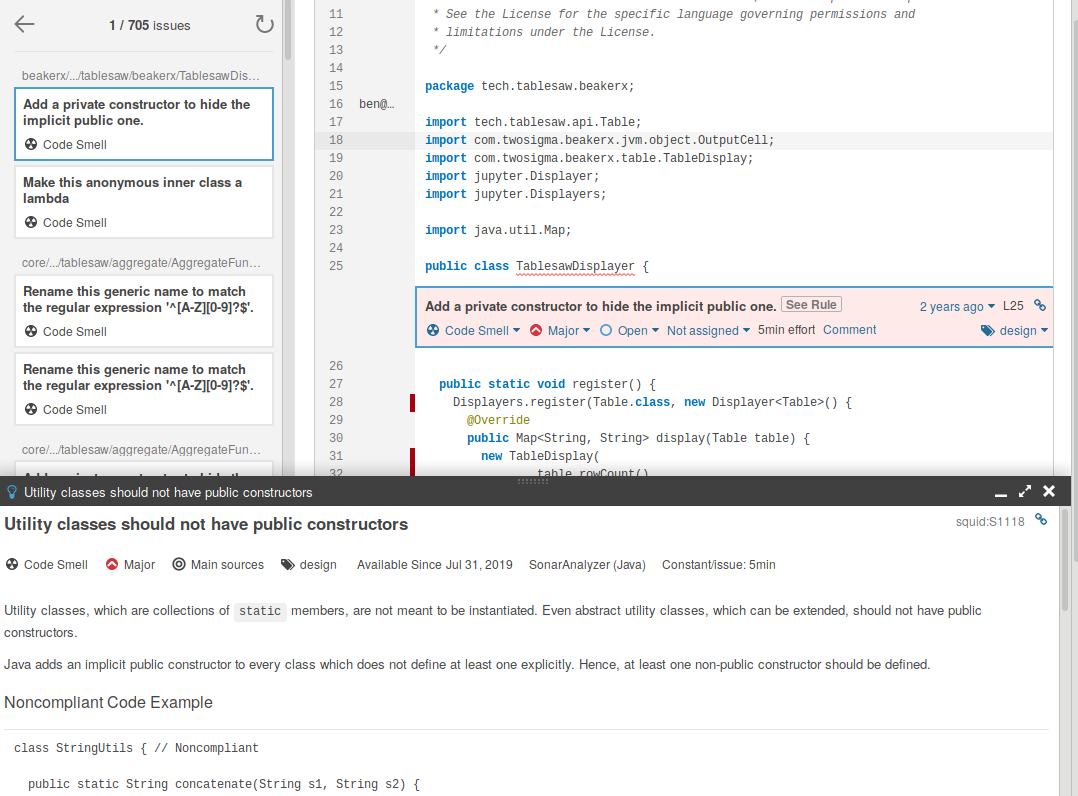 1 / 705 issues
beakerx/.../tablesaw/beakerx/TablesawDis...
Add a private constructor to hide the
implicit public one.
Code Smell
Make this anonymous inner class a
lambda
Code Smell
core/.../tablesaw/aggregate/AggregateFun...
Rename this generic name to match
the regular expression '^[A-Z][0-9]?$'.
Code Smell
Rename this generic name to match
the regular expression '^[A-Z][0-9]?$'.
Code Smell
core/.../tablesaw/aggregate/AggregateFun...
11 * See the License for the specific language governing permissions and
12 * limitations under the License.
13 */
14
15 package tech.tablesaw.beakerx;
16 ben@…
17 import tech.tablesaw.api.Table;
18 import com.twosigma.beakerx.jvm.object.OutputCell;
19 import com.twosigma.beakerx.table.TableDisplay;
20 import jupyter.Displayer;
21 import jupyter.Displayers;
22
23 import java.util.Map;
24
25 public class TablesawDisplayer {
Add a private constructor to hide the implicit public one. See Rule 2 years ago L25
Code Smell Major Open Not assigned 5min effort Comment design
26
27 public static void register() {
28 Displayers.register(Table.class, new Displayer<Table>() {
29 @Override
30 public Map<String, String> display(Table table) {
31 new TableDisplay(
32 table.rowCount()
Utility classes should not have public constructors
Utility classes should not have public constructors squid:S1118
Code Smell Major Main sources design Available Since Jul 31, 2019 SonarAnalyzer (Java) Constant/issue: 5min
Utility classes, which are collections of static members, are not meant to be instantiated. Even abstract utility classes, which can be extended, should not have public
constructors.
Java adds an implicit public constructor to every class which does not define at least one explicitly. Hence, at least one non-public constructor should be defined.
Noncompliant Code Example
class StringUtils { // Noncompliant
public static String concatenate(String s1, String s2) {